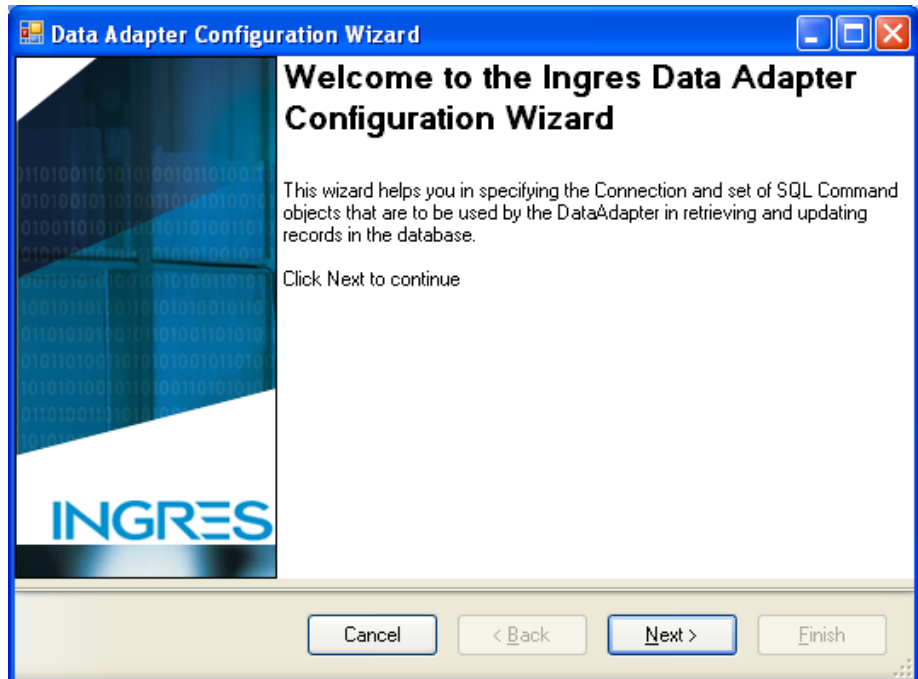 Data Adapter Configuration Wizard
Welcome to the Ingres Data Adapter
Configuration Wizard
This wizard helps you in specifying the Connection and set of SQL Command
objects that are to be used by the DataAdapter in retrieving and updating
records in the database.
Click Next to continue
INGRES
Cancel
< Back
Next >
Finish